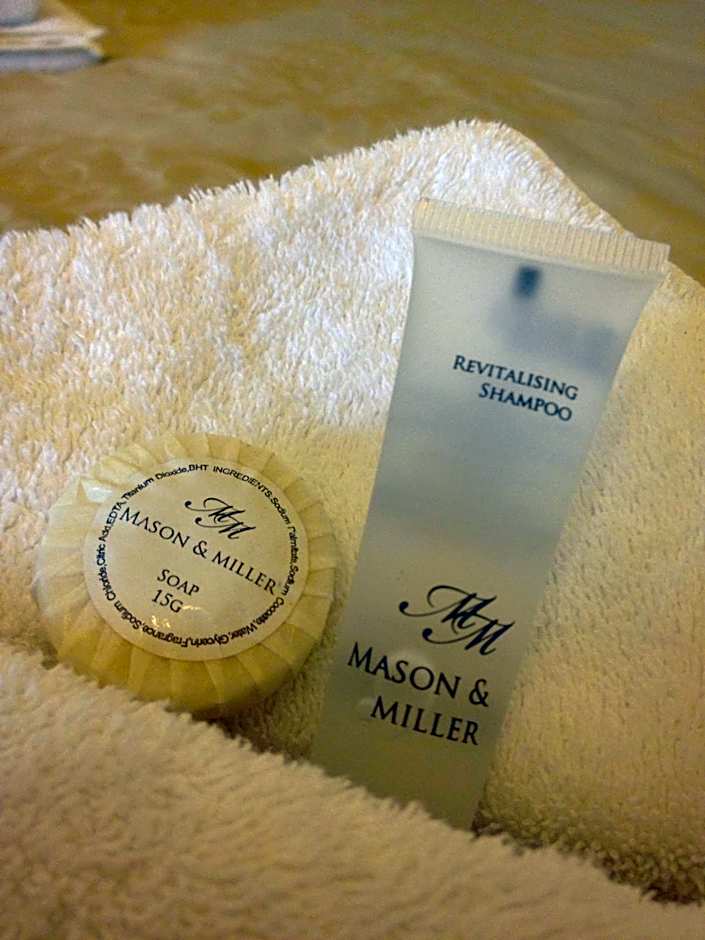 MM
MASON & MILLER
SOAP
15G
INGREDIENTS:Sodium Palmitate,Sodium Cocoate,Water,Glycerin,Fragrance,Sodium Chloride,Citric Acid,EDTA,Titanium Dioxide,BHT
REVITALISING
SHAMPOO
MM
MASON &
MILLER